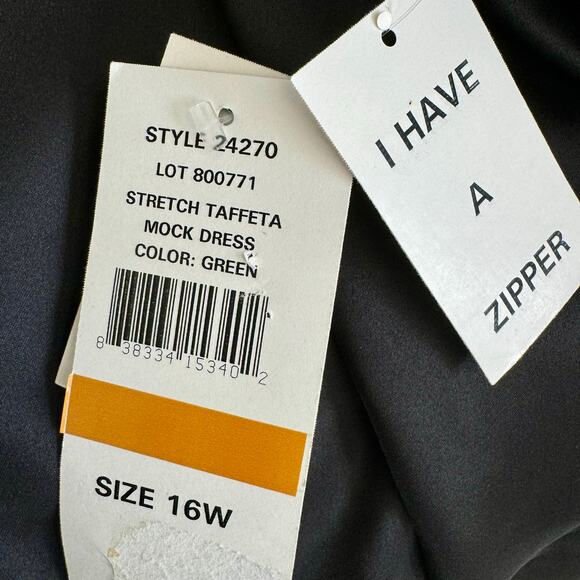 STYLE 24270
LOT 800771
STRETCH TAFFETA
MOCK DRESS
COLOR: GREEN
8 38334 15340 2
SIZE 16W
I HAVE
A
ZIPPER